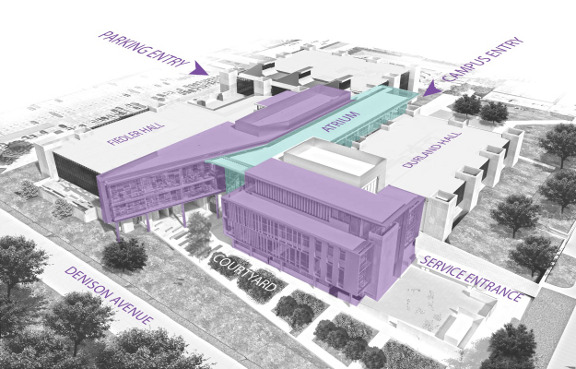 PARKING ENTRY
CAMPUS ENTRY
FIEDLER HALL
ATRIUM
DURLAND HALL
COURTYARD
SERVICE ENTRANCE
DENISON AVENUE